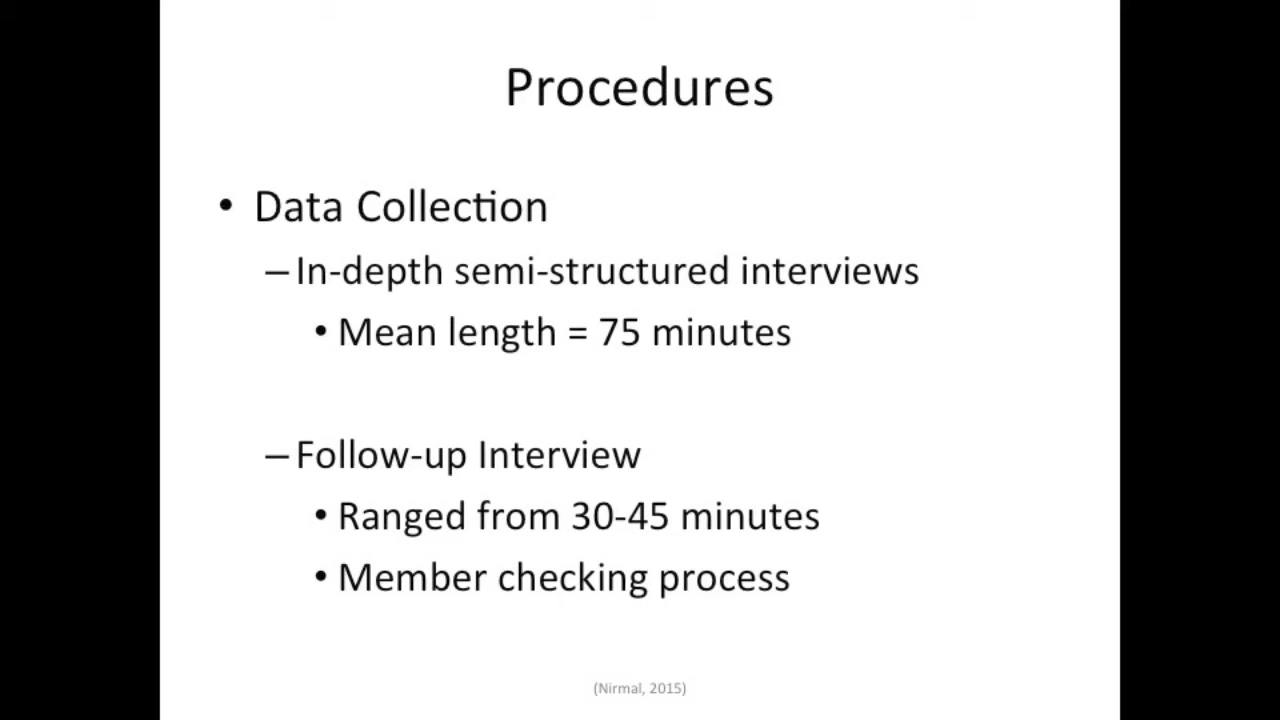 Procedures
• Data Collection
– In-depth semi-structured interviews
• Mean length = 75 minutes
– Follow-up Interview
• Ranged from 30-45 minutes
• Member checking process
(Nirmal, 2015)